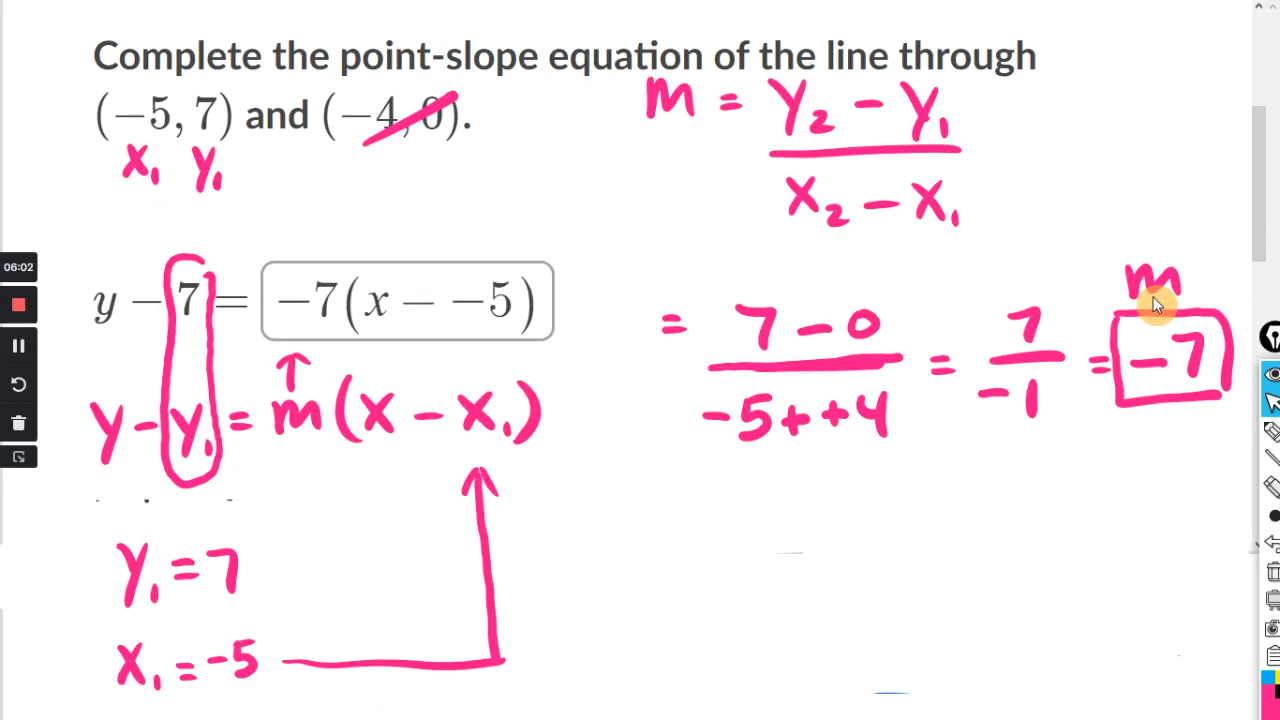 Complete the point-slope equation of the line through
(−5, 7) and (−4, 0).
x₁ y₁
m = y₂ − y₁ / x₂ − x₁
06:02
y − 7 = −7(x − −5)
y − y₁ = m(x − x₁)
= 7 − 0 / −5 + +4 = 7 / −1 = −7
m
y₁ = 7
x₁ = −5